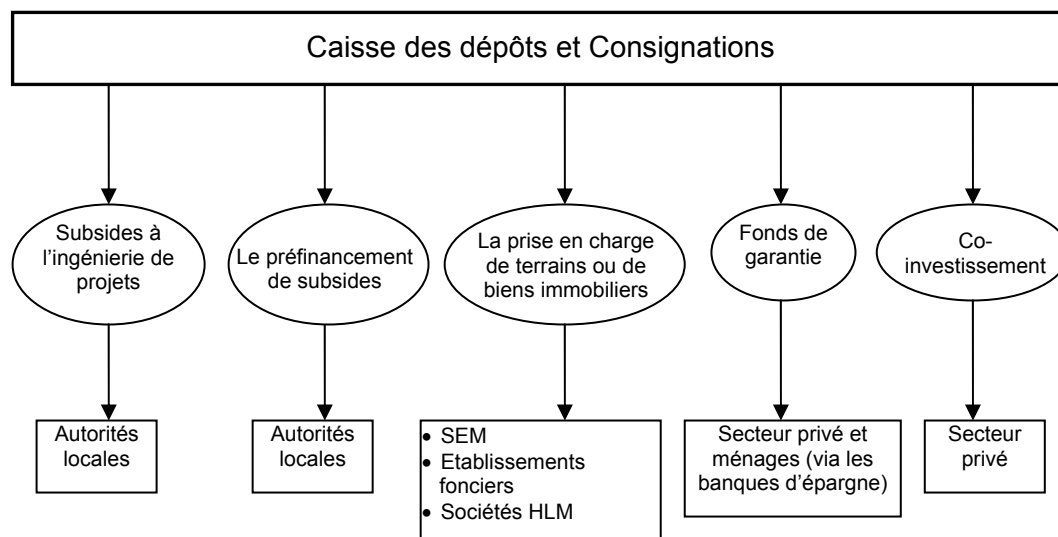 Caisse des dépôts et Consignations
Subsides à
l'ingénierie de
projets
Le préfinancement
de subsides
La prise en charge
de terrains ou de
biens immobiliers
Fonds de
garantie
Co-
investissement
Autorités
locales
Autorités
locales
• SEM
• Etablissements
fonciers
• Sociétés HLM
Secteur privé et
ménages (via les
banques d'épargne)
Secteur
privé